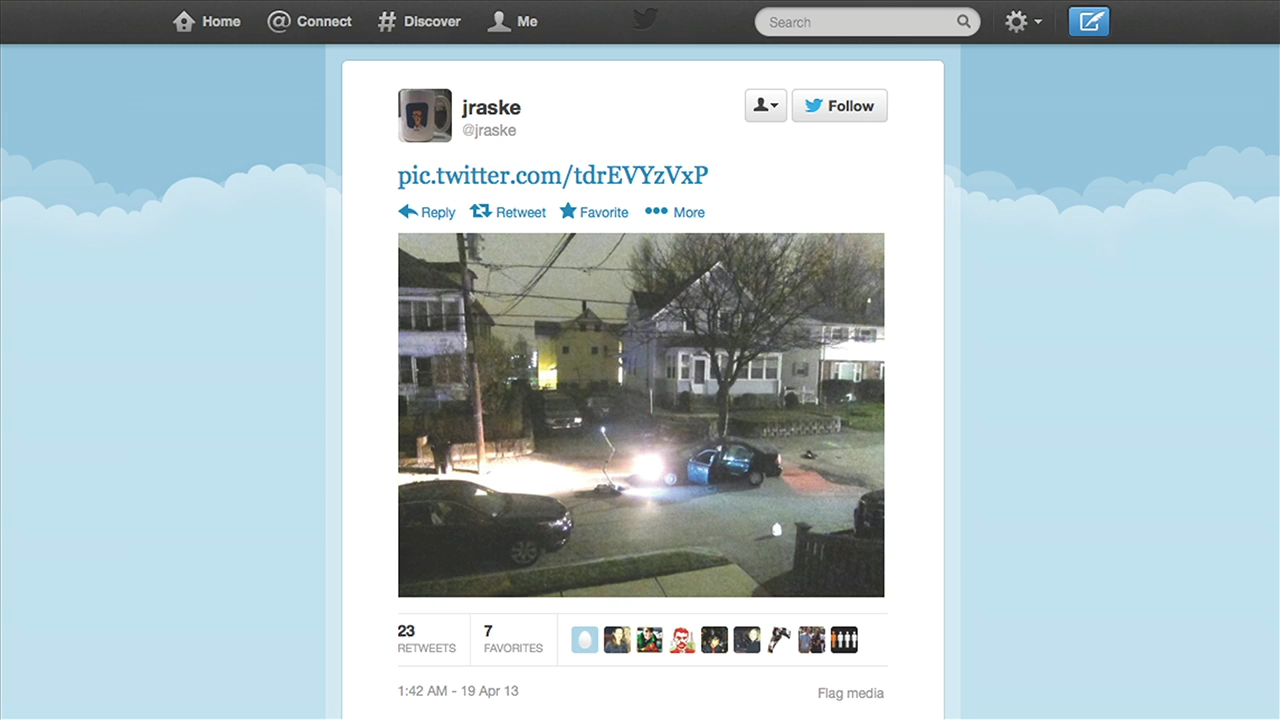 Home Connect Discover Me Search
jraske
@jraske
Follow
pic.twitter.com/tdrEVYzVxP
Reply Retweet Favorite More
23 7
RETWEETS FAVORITES
1:42 AM - 19 Apr 13 Flag media